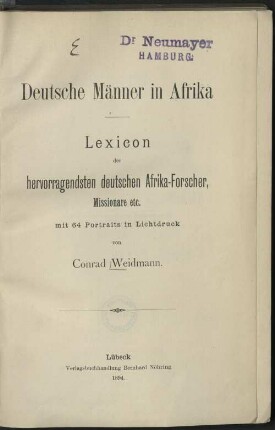 ε
Dr Neumayer
HAMBURG.
Deutsche Männer in Afrika
Lexicon
der
hervorragendsten deutschen Afrika-Forscher,
Missionare etc.
mit 64 Portraits in Lichtdruck
von
Conrad Weidmann.
Lübeck
Verlagsbuchhandlung Bernhard Nöhring
1894.